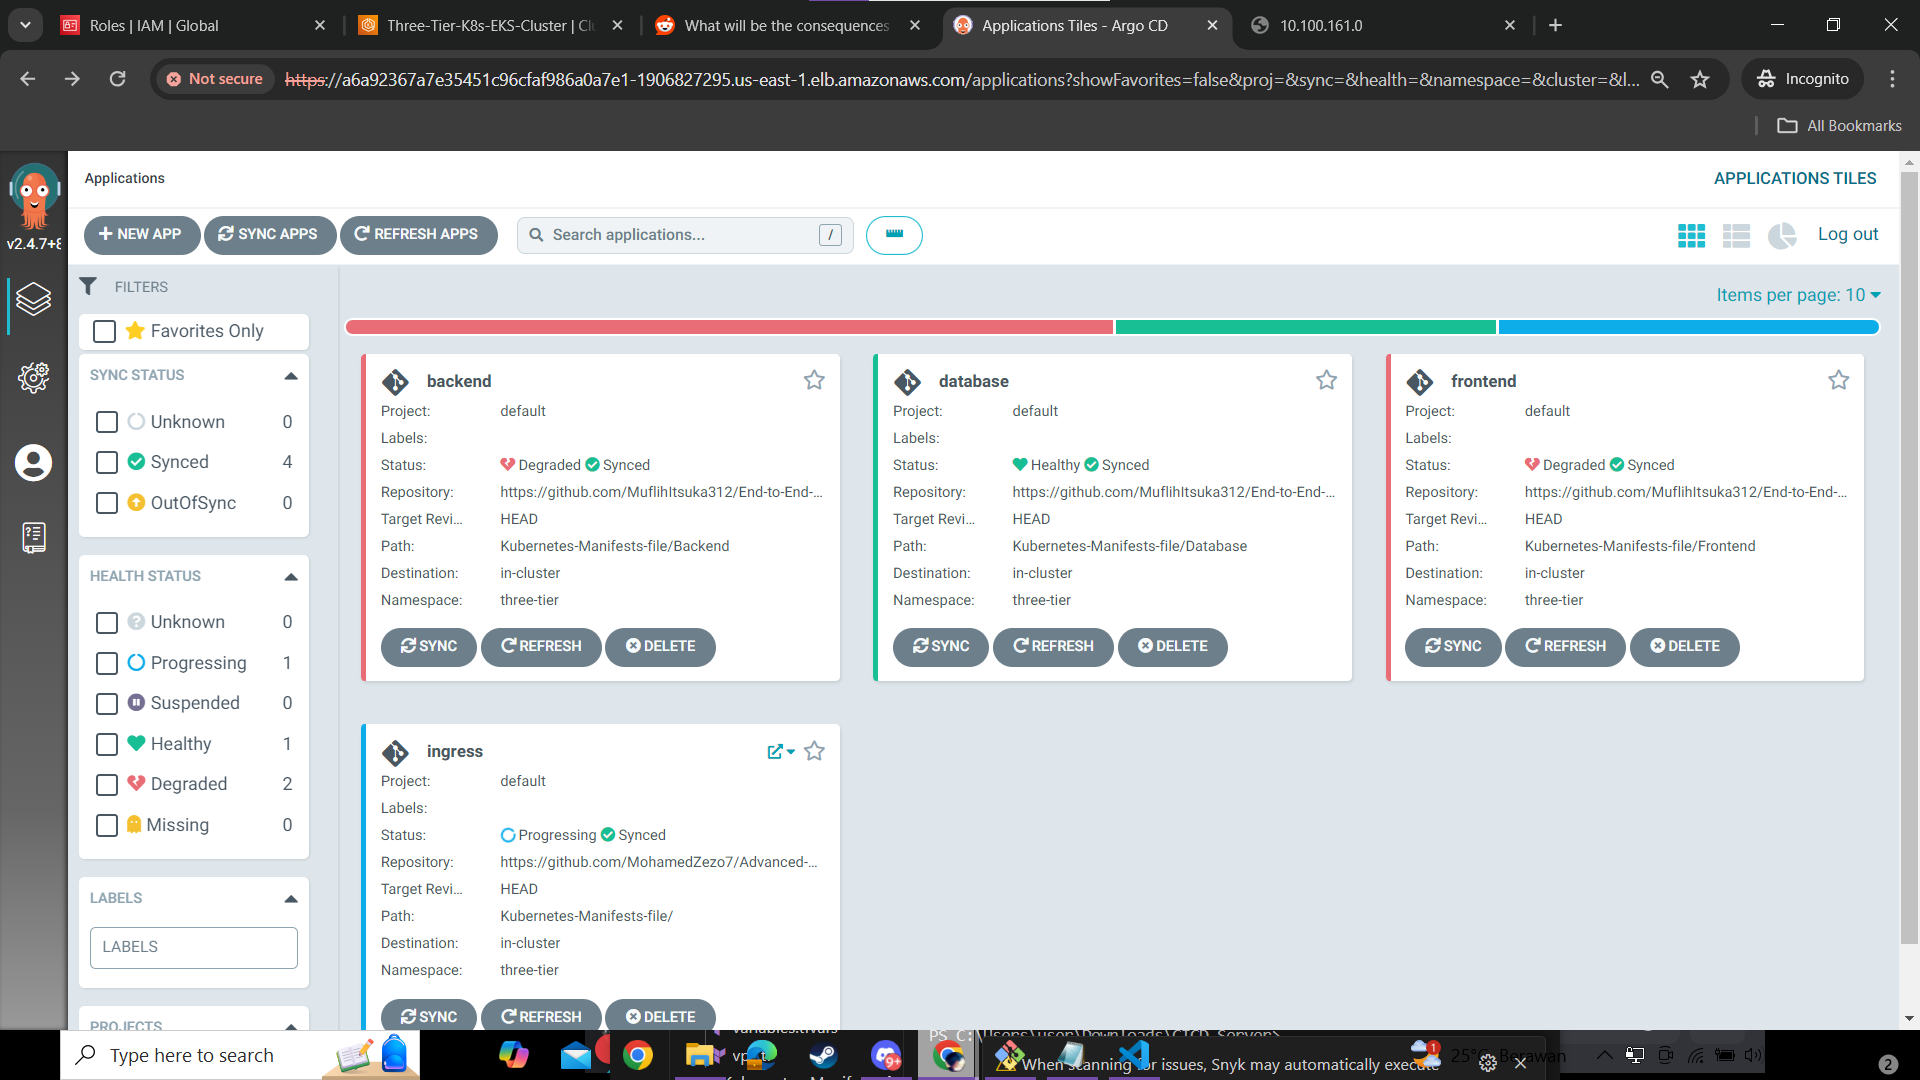 Roles | IAM | Global
Three-Tier-K8s-EKS-Cluster | Clu
What will be the consequences
Applications Tiles - Argo CD
10.100.161.0
Not secure
https://a6a92367a7e35451c96cfaf986a0a7e1-1906827295.us-east-1.elb.amazonaws.com/applications?showFavorites=false&proj=&sync=&health=&namespace=&cluster=&l...
Incognito
All Bookmarks
v2.4.7+8
Applications
APPLICATIONS TILES
NEW APP
SYNC APPS
REFRESH APPS
Search applications...
/
Log out
FILTERS
Items per page: 10
Favorites Only
SYNC STATUS
Unknown 0
Synced 4
OutOfSync 0
HEALTH STATUS
Unknown 0
Progressing 1
Suspended 0
Healthy 1
Degraded 2
Missing 0
LABELS
LABELS
PROJECTS
backend
Project: default
Labels:
Status: Degraded Synced
Repository: https://github.com/MuflihItsuka312/End-to-End-...
Target Revi... HEAD
Path: Kubernetes-Manifests-file/Backend
Destination: in-cluster
Namespace: three-tier
SYNC REFRESH DELETE
database
Project: default
Labels:
Status: Healthy Synced
Repository: https://github.com/MuflihItsuka312/End-to-End-...
Target Revi... HEAD
Path: Kubernetes-Manifests-file/Database
Destination: in-cluster
Namespace: three-tier
SYNC REFRESH DELETE
frontend
Project: default
Labels:
Status: Degraded Synced
Repository: https://github.com/MuflihItsuka312/End-to-End-...
Target Revi... HEAD
Path: Kubernetes-Manifests-file/Frontend
Destination: in-cluster
Namespace: three-tier
SYNC REFRESH DELETE
ingress
Project: default
Labels:
Status: Progressing Synced
Repository: https://github.com/MohamedZezo7/Advanced-...
Target Revi... HEAD
Path: Kubernetes-Manifests-file/
Destination: in-cluster
Namespace: three-tier
SYNC REFRESH DELETE
Type here to search
When scanning for issues, Snyk may automatically execute
9+
1
25°C Berawan
2